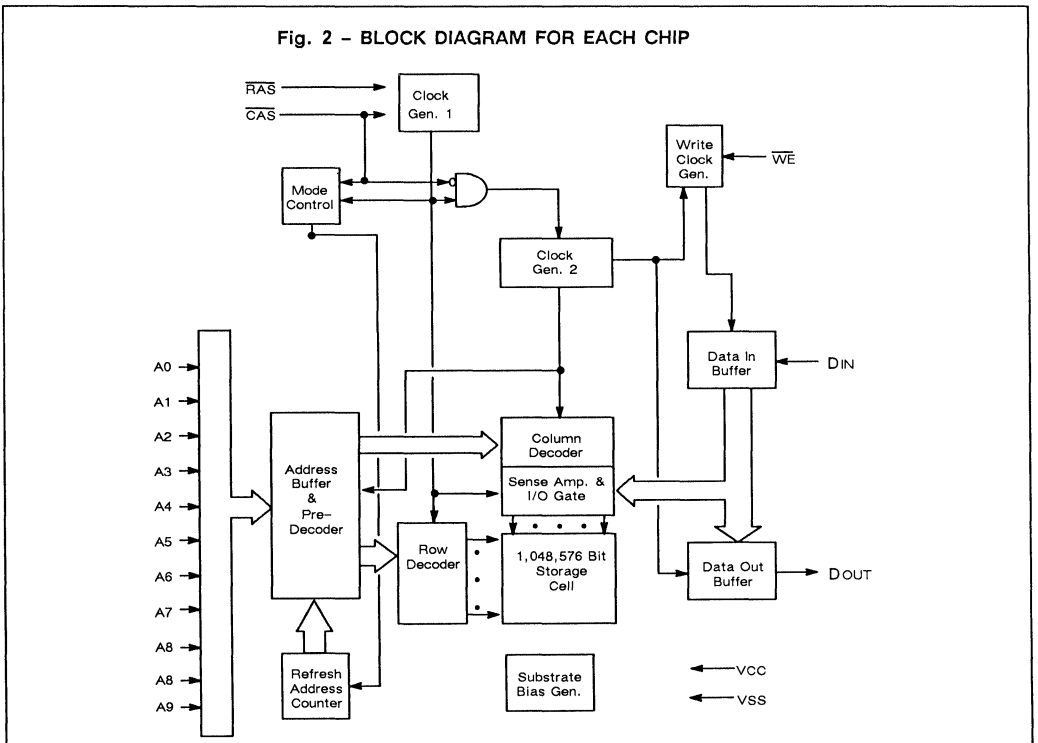 Fig. 2 – BLOCK DIAGRAM FOR EACH CHIP
RAS
CAS
Clock
Gen. 1
Write
Clock
Gen.
WE
Mode
Control
Clock
Gen. 2
Data In
Buffer
DIN
A0
A1
A2
A3
A4
A5
A6
A7
A8
A8
A9
Address
Buffer
&
Pre-
Decoder
Column
Decoder
Sense Amp. &
I/O Gate
Row
Decoder
1,048,576 Bit
Storage
Cell
Data Out
Buffer
DOUT
Refresh
Address
Counter
Substrate
Bias Gen.
VCC
VSS